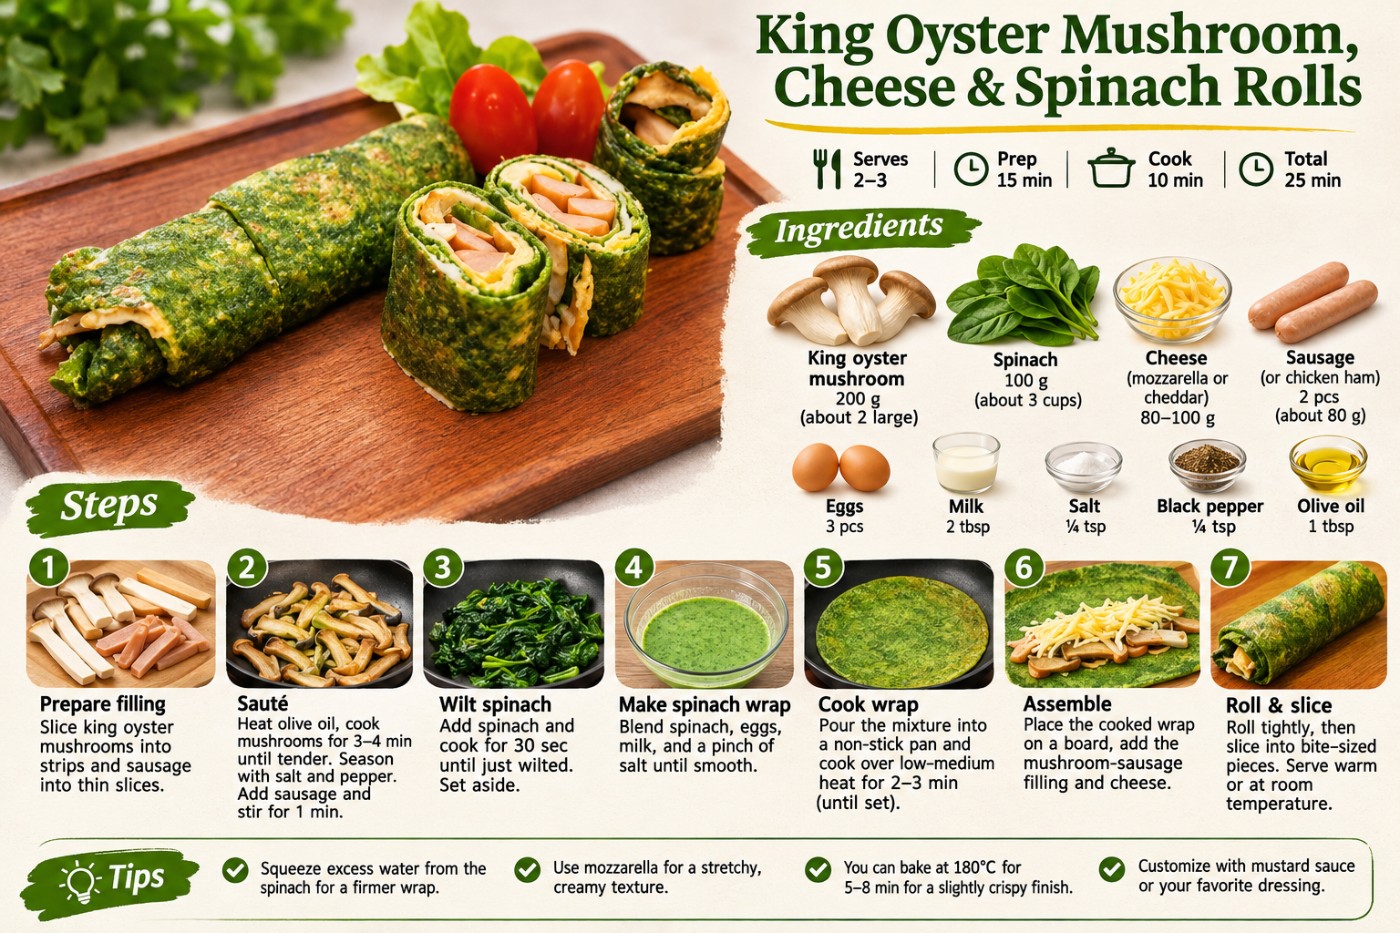 King Oyster Mushroom,
Cheese & Spinach Rolls
Serves
2–3
Prep
15 min
Cook
10 min
Total
25 min
Ingredients
King oyster
mushroom
200 g
(about 2 large)
Spinach
100 g
(about 3 cups)
Cheese
(mozzarella or
cheddar)
80–100 g
Sausage
(or chicken ham)
2 pcs
(about 80 g)
Eggs
3 pcs
Milk
2 tbsp
Salt
¼ tsp
Black pepper
¼ tsp
Olive oil
1 tbsp
Steps
1
Prepare filling
Slice king oyster
mushrooms into
strips and sausage
into thin slices.
2
Sauté
Heat olive oil, cook
mushrooms for 3–4 min
until tender. Season
with salt and pepper.
Add sausage and
stir for 1 min.
3
Wilt spinach
Add spinach and
cook for 30 sec
until just wilted.
Set aside.
4
Make spinach wrap
Blend spinach, eggs,
milk, and a pinch of
salt until smooth.
5
Cook wrap
Pour the mixture into
a non-stick pan and
cook over low-medium
heat for 2–3 min
(until set).
6
Assemble
Place the cooked wrap
on a board, add the
mushroom-sausage
filling and cheese.
7
Roll & slice
Roll tightly, then
slice into bite-sized
pieces. Serve warm
or at room
temperature.
Tips
Squeeze excess water from the
spinach for a firmer wrap.
Use mozzarella for a stretchy,
creamy texture.
You can bake at 180°C for
5–8 min for a slightly crispy finish.
Customize with mustard sauce
or your favorite dressing.